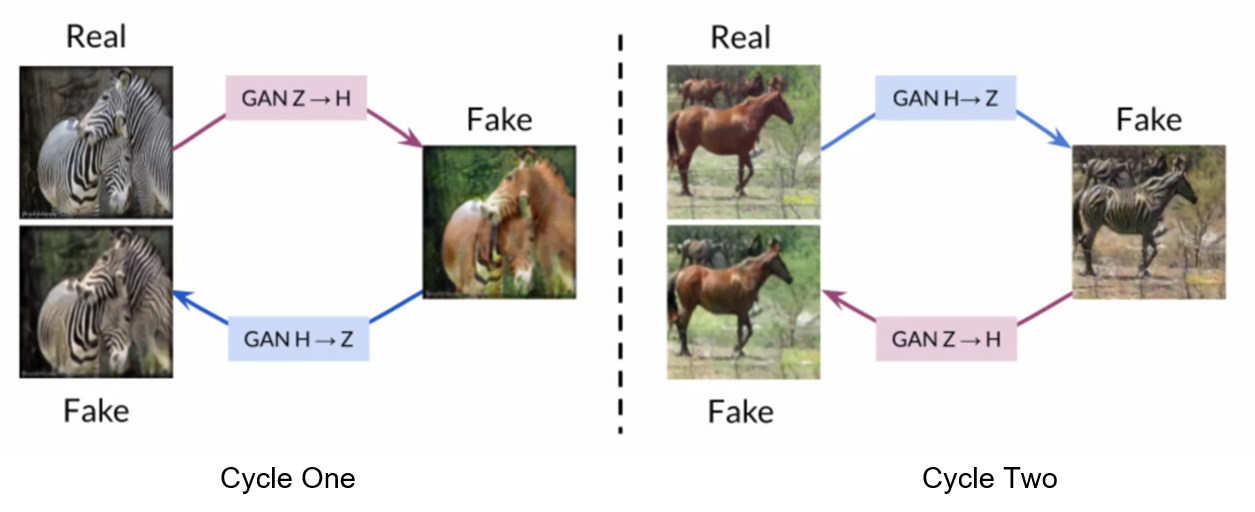 Real
GAN Z → H
Fake
GAN H → Z
Fake
Cycle One
Real
GAN H → Z
Fake
GAN Z → H
Fake
Cycle Two